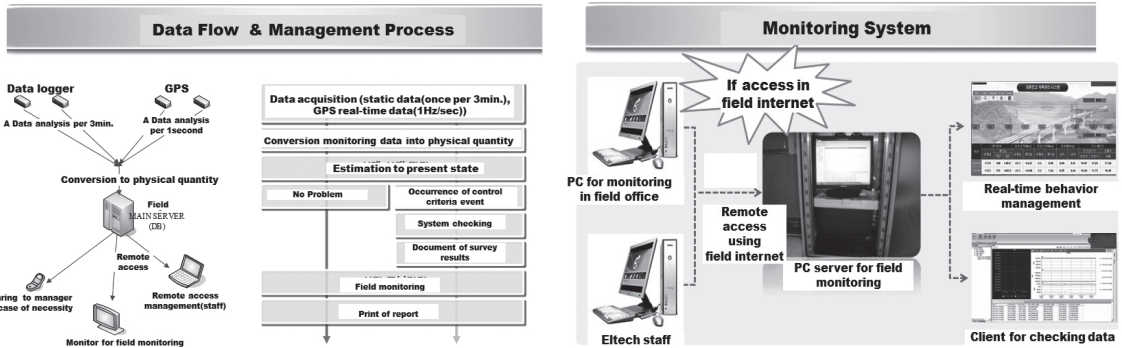 Data Flow & Management Process
Data logger
GPS
A Data analysis per 3min.
A Data analysis
per 1second
Conversion to physical quantity
Field
MAIN SERVER
(DB)
Remote
access
ring to manager
case of necessity
Remote access
management(staff)
Monitor for field monitoring
Data acquisition (static data(once per 3min.),
GPS real-time data(1Hz/sec))
Conversion monitoring data into physical quantity
Estimation to present state
No Problem
Occurrence of control
criteria event
System checking
Document of survey
results
Field monitoring
Print of report
Monitoring System
If access in
field internet
PC for monitoring
in field office
Remote
access
using
field internet
Eltech staff
PC server for field
monitoring
Real-time behavior
management
Client for checking data